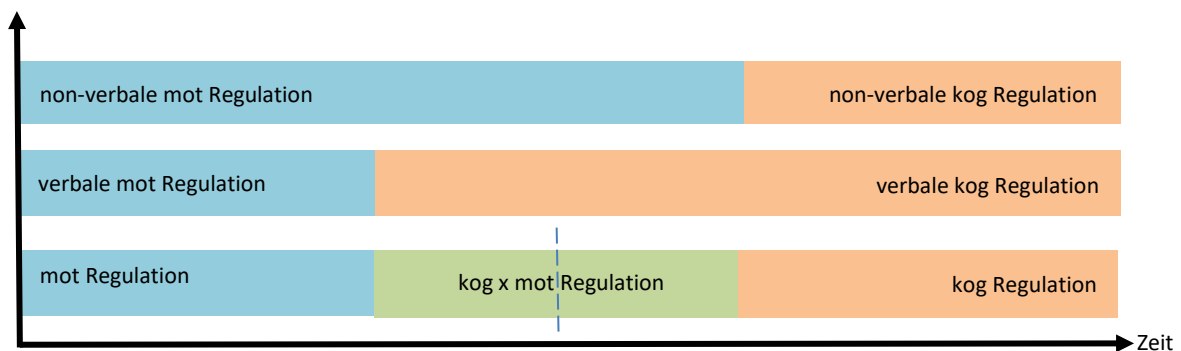 non-verbale mot Regulation
non-verbale kog Regulation
verbale mot Regulation
verbale kog Regulation
mot Regulation
kog x mot Regulation
kog Regulation
Zeit